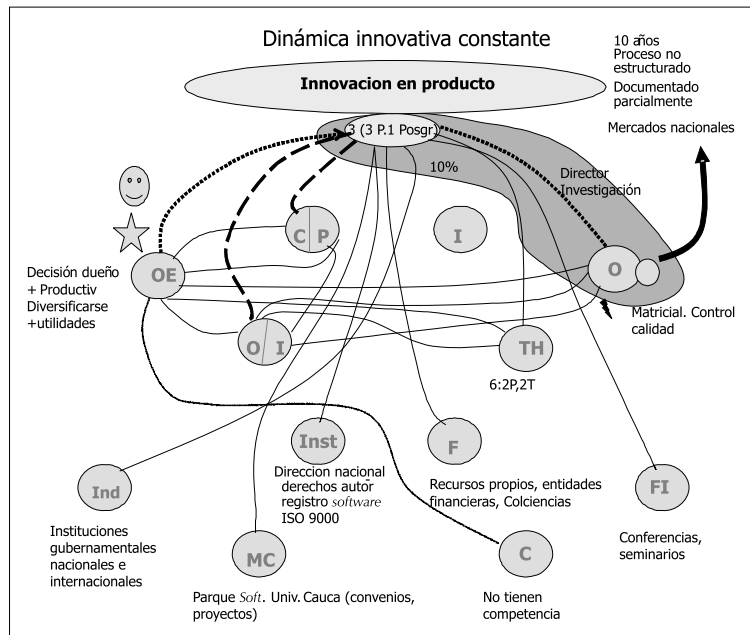 Dinámica innovativa constante
10 años
Proceso no
estructurado
Documentado
parcialmente
Innovacion en producto
Mercados nacionales
3 (3 P.1 Posgr.
10%
Director
Investigación
C P
I
OE
O
Decisión dueño
+ Productiv
Diversificarse
+utilidades
Matricial. Control
calidad
O I
TH
6:2P,2T
Inst
F
Direccion nacional
derechos autor
registro software
ISO 9000
Recursos propios, entidades
financieras, Colciencias
Ind
FI
Instituciones
gubernamentales
nacionales e
internacionales
Conferencias,
seminarios
MC
C
Parque Soft. Univ. Cauca (convenios,
proyectos)
No tienen
competencia